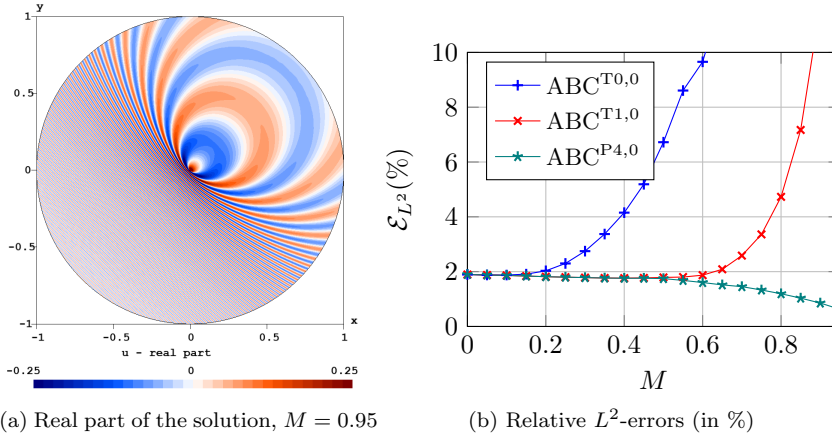 y
1
0.5
0
−0.5
−1
−1
−0.5
0
0.5
1
x
u - real part
−0.25
0
0.25
(a) Real part of the solution, M = 0.95
10
8
6
4
2
0
0
0.2
0.4
0.6
0.8
M
ℰ_{L²}(%)
ABC^{T0,0}
ABC^{T1,0}
ABC^{P4,0}
(b) Relative L²-errors (in %)